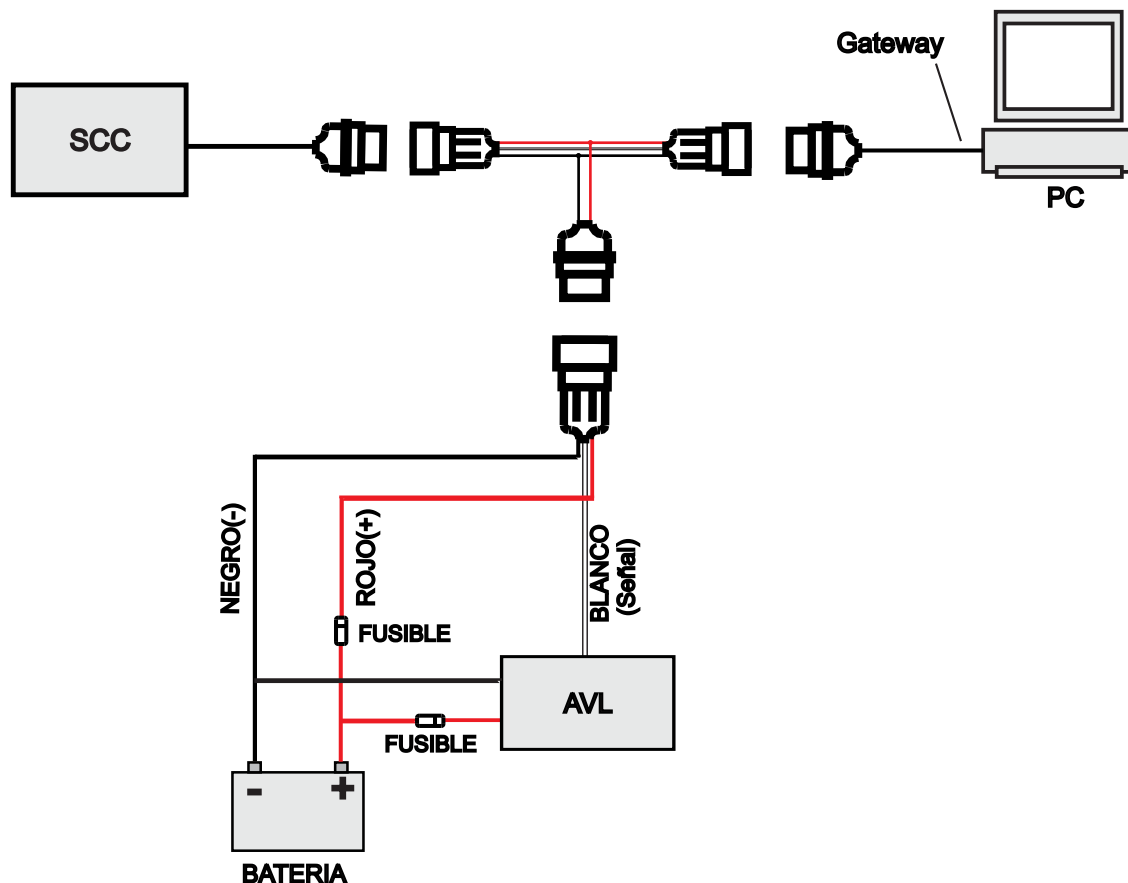 Gateway
SCC
PC
NEGRO(-)
ROJO(+)
BLANCO
(Señal)
FUSIBLE
AVL
FUSIBLE
- +
BATERIA